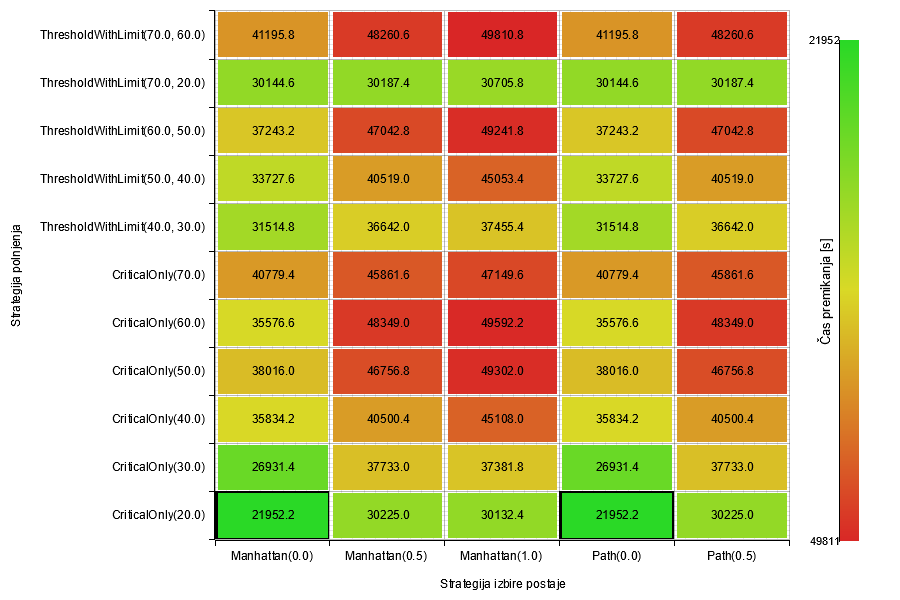 ThresholdWithLimit(70.0, 60.0) 41195.8 48260.6 49810.8 41195.8 48260.6
ThresholdWithLimit(70.0, 20.0) 30144.6 30187.4 30705.8 30144.6 30187.4
ThresholdWithLimit(60.0, 50.0) 37243.2 47042.8 49241.8 37243.2 47042.8
ThresholdWithLimit(50.0, 40.0) 33727.6 40519.0 45053.4 33727.6 40519.0
ThresholdWithLimit(40.0, 30.0) 31514.8 36642.0 37455.4 31514.8 36642.0
CriticalOnly(70.0) 40779.4 45861.6 47149.6 40779.4 45861.6
CriticalOnly(60.0) 35576.6 48349.0 49592.2 35576.6 48349.0
CriticalOnly(50.0) 38016.0 46756.8 49302.0 38016.0 46756.8
CriticalOnly(40.0) 35834.2 40500.4 45108.0 35834.2 40500.4
CriticalOnly(30.0) 26931.4 37733.0 37381.8 26931.4 37733.0
CriticalOnly(20.0) 21952.2 30225.0 30132.4 21952.2 30225.0
Manhattan(0.0) Manhattan(0.5) Manhattan(1.0) Path(0.0) Path(0.5)
Strategija izbire postaje
Strategija polnjenja
21952
Čas premikanja [s]
49811